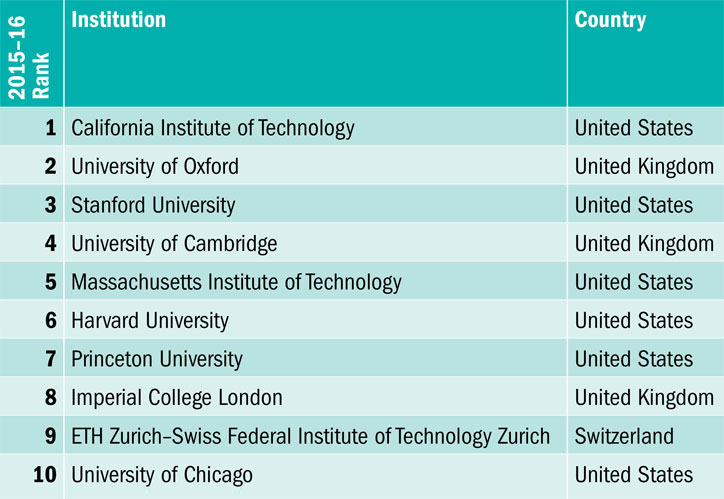 2015–16 Rank Institution Country
1 California Institute of Technology United States
2 University of Oxford United Kingdom
3 Stanford University United States
4 University of Cambridge United Kingdom
5 Massachusetts Institute of Technology United States
6 Harvard University United States
7 Princeton University United States
8 Imperial College London United Kingdom
9 ETH Zurich–Swiss Federal Institute of Technology Zurich Switzerland
10 University of Chicago United States